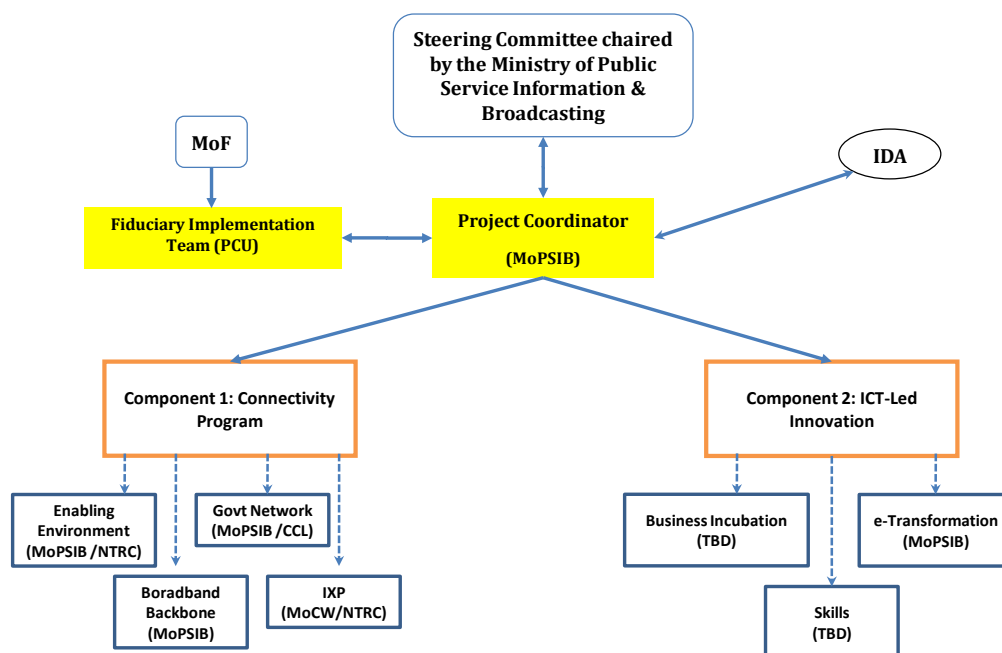 Steering Committee chaired
by the Ministry of Public
Service Information &
Broadcasting
MoF
IDA
Fiduciary Implementation
Team (PCU)
Project Coordinator
(MoPSIB)
Component 1: Connectivity
Program
Component 2: ICT-Led
Innovation
Enabling
Environment
(MoPSIB /NTRC)
Govt Network
(MoPSIB /CCL)
Business Incubation
(TBD)
e-Transformation
(MoPSIB)
Boradband
Backbone
(MoPSIB)
IXP
(MoCW/NTRC)
Skills
(TBD)